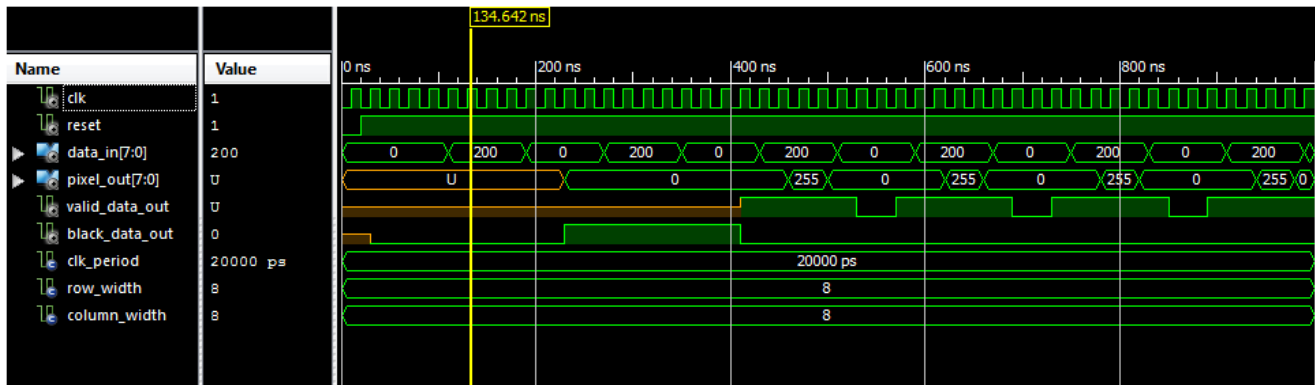 134.642 ns
Name Value 0 ns 200 ns 400 ns 600 ns 800 ns
clk 1
reset 1
data_in[7:0] 200 0 200 0 200 0 200 0 200 0 200 0 200
pixel_out[7:0] U U 0 255 0 255 0 255 0 255 0
valid_data_out U
black_data_out 0
clk_period 20000 ps 20000 ps
row_width 8 8
column_width 8 8